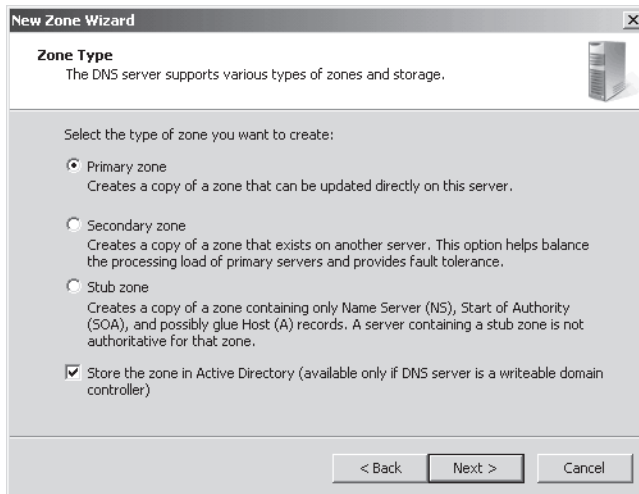 New Zone Wizard
Zone Type
The DNS server supports various types of zones and storage.
Select the type of zone you want to create:
Primary zone
Creates a copy of a zone that can be updated directly on this server.
Secondary zone
Creates a copy of a zone that exists on another server. This option helps balance
the processing load of primary servers and provides fault tolerance.
Stub zone
Creates a copy of a zone containing only Name Server (NS), Start of Authority
(SOA), and possibly glue Host (A) records. A server containing a stub zone is not
authoritative for that zone.
Store the zone in Active Directory (available only if DNS server is a writeable domain
controller)
< Back Next > Cancel